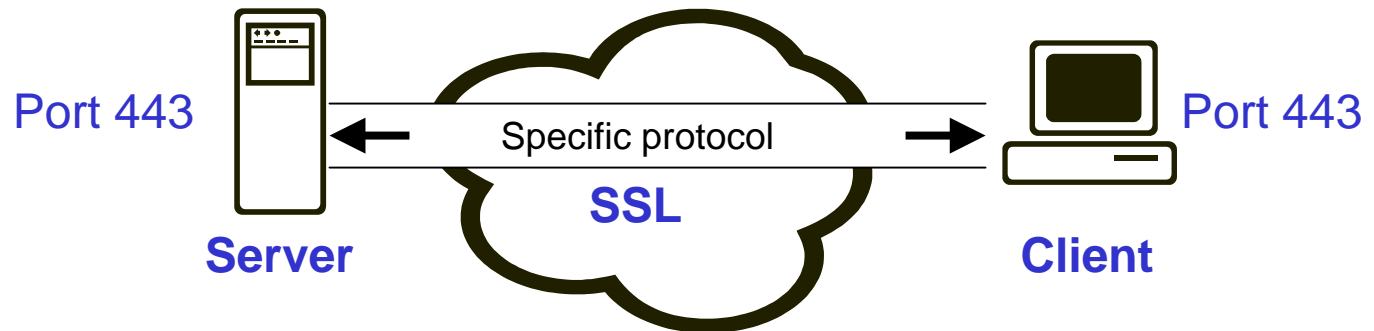 Port 443
Specific protocol
Port 443
SSL
Server
Client